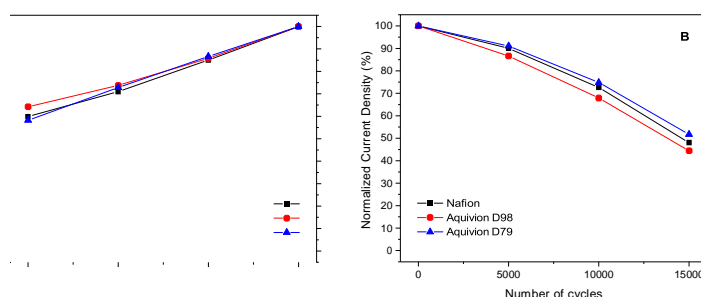 B
Normalized Current Density (%)
100
90
80
70
60
50
40
30
20
10
0
Nafion
Aquivion D98
Aquivion D79
0 5000 10000 15000
Number of cycles